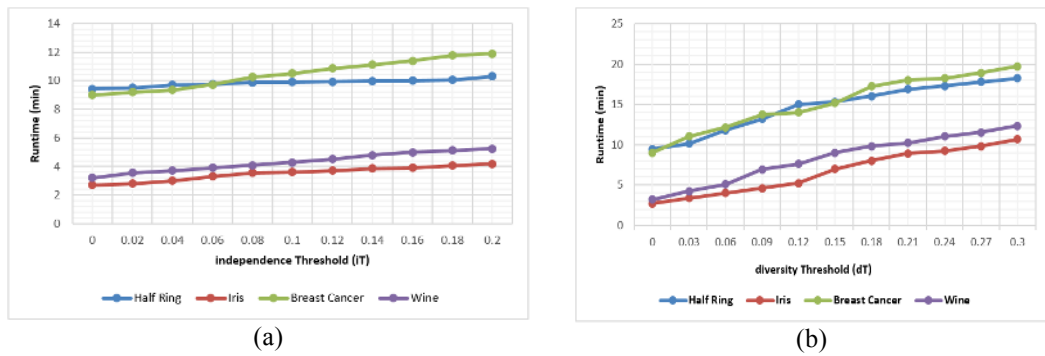 14
12
10
8
6
4
2
0
Runtime (min)
0 0.02 0.04 0.06 0.08 0.1 0.12 0.14 0.16 0.18 0.2
independence Threshold (iT)
Half Ring Iris Breast Cancer Wine
(a)
25
20
15
10
5
0
Runtime (min)
0 0.03 0.06 0.09 0.12 0.15 0.18 0.21 0.24 0.27 0.3
diversity Threshold (dT)
Half Ring Iris Breast Cancer Wine
(b)